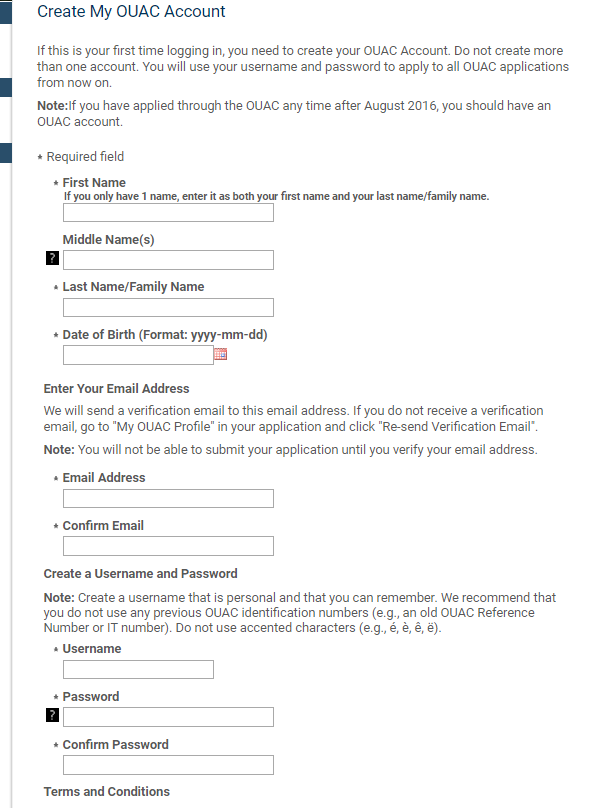 Create My OUAC Account
If this is your first time logging in, you need to create your OUAC Account. Do not create more
than one account. You will use your username and password to apply to all OUAC applications
from now on.
Note:If you have applied through the OUAC any time after August 2016, you should have an
OUAC account.
* Required field
* First Name
If you only have 1 name, enter it as both your first name and your last name/family name.
Middle Name(s)
?
* Last Name/Family Name
* Date of Birth (Format: yyyy-mm-dd)
Enter Your Email Address
We will send a verification email to this email address. If you do not receive a verification
email, go to "My OUAC Profile" in your application and click "Re-send Verification Email".
Note: You will not be able to submit your application until you verify your email address.
* Email Address
* Confirm Email
Create a Username and Password
Note: Create a username that is personal and that you can remember. We recommend that
you do not use any previous OUAC identification numbers (e.g., an old OUAC Reference
Number or IT number). Do not use accented characters (e.g., é, è, ê, ë).
* Username
* Password
?
* Confirm Password
Terms and Conditions